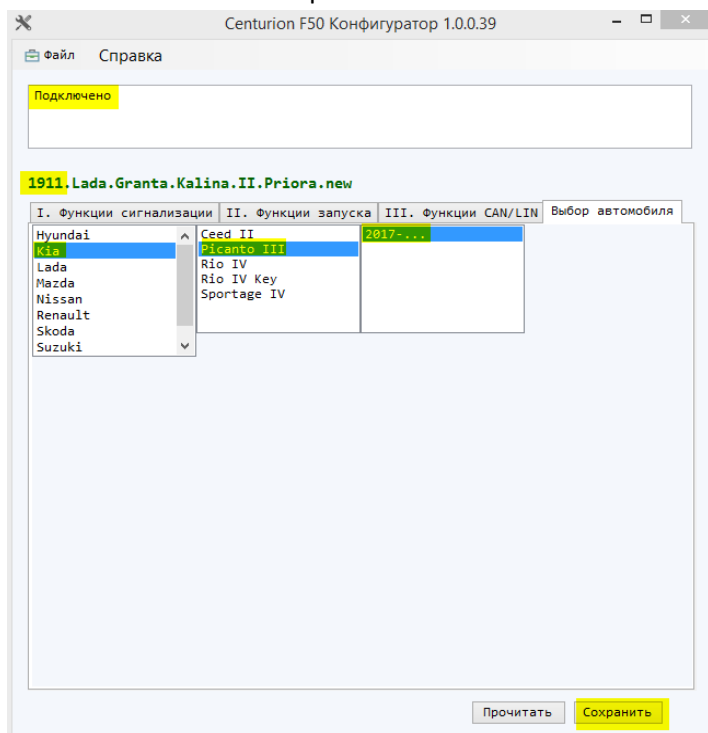 Centurion F50 Конфигуратор 1.0.0.39
Файл Справка
Подключено
1911.Lada.Granta.Kalina.II.Priora.new
I. Функции сигнализации II. Функции запуска III. Функции CAN/LIN Выбор автомобиля
Hyundai Ceed II 2017-...
Kia Picanto III
Lada Rio IV
Mazda Rio IV Key
Nissan Sportage IV
Renault
Skoda
Suzuki
Прочитать Сохранить